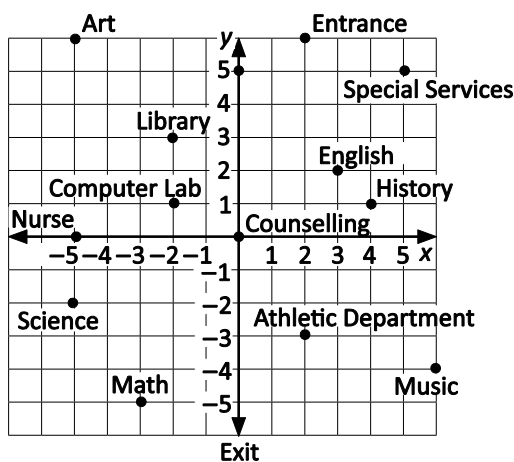 Art
Entrance
y
5
Special Services
4
Library
3
English
2
Computer Lab
History
1
Nurse
Counselling
−5 −4 −3 −2 −1 1 2 3 4 5 x
−1
−2
Science
Athletic Department
−3
−4
Math
Music
−5
Exit